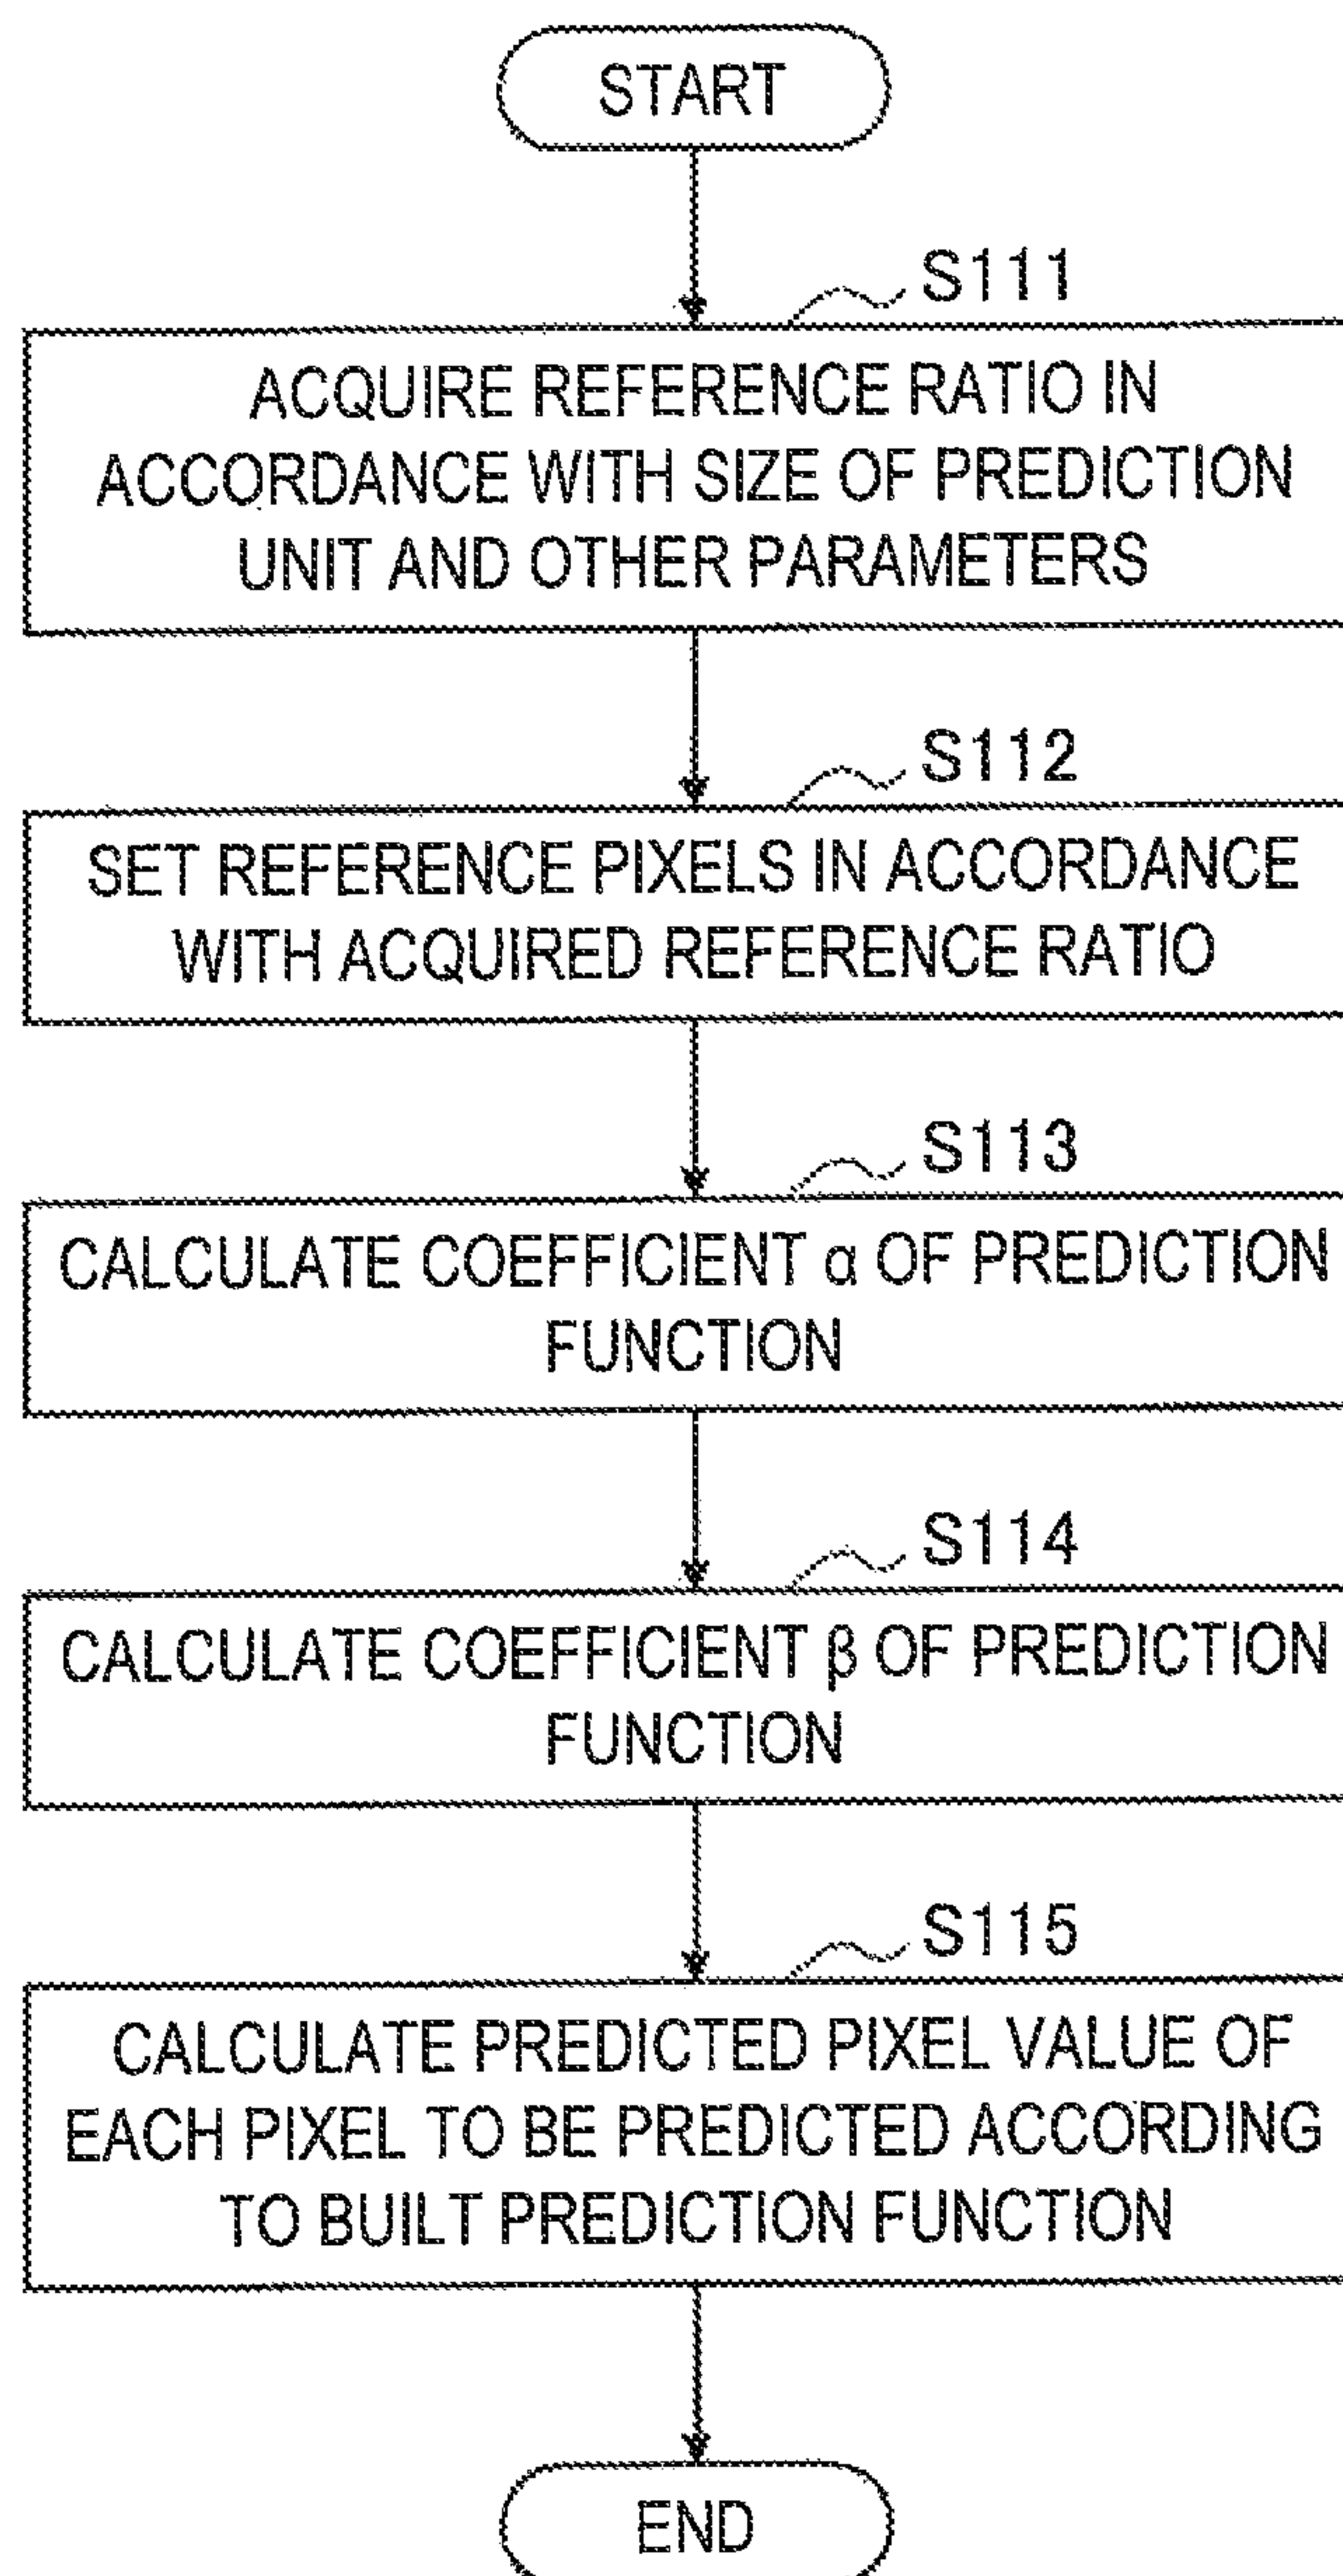 START
S111
ACQUIRE REFERENCE RATIO IN
ACCORDANCE WITH SIZE OF PREDICTION
UNIT AND OTHER PARAMETERS
S112
SET REFERENCE PIXELS IN ACCORDANCE
WITH ACQUIRED REFERENCE RATIO
S113
CALCULATE COEFFICIENT α OF PREDICTION
FUNCTION
S114
CALCULATE COEFFICIENT β OF PREDICTION
FUNCTION
S115
CALCULATE PREDICTED PIXEL VALUE OF
EACH PIXEL TO BE PREDICTED ACCORDING
TO BUILT PREDICTION FUNCTION
END